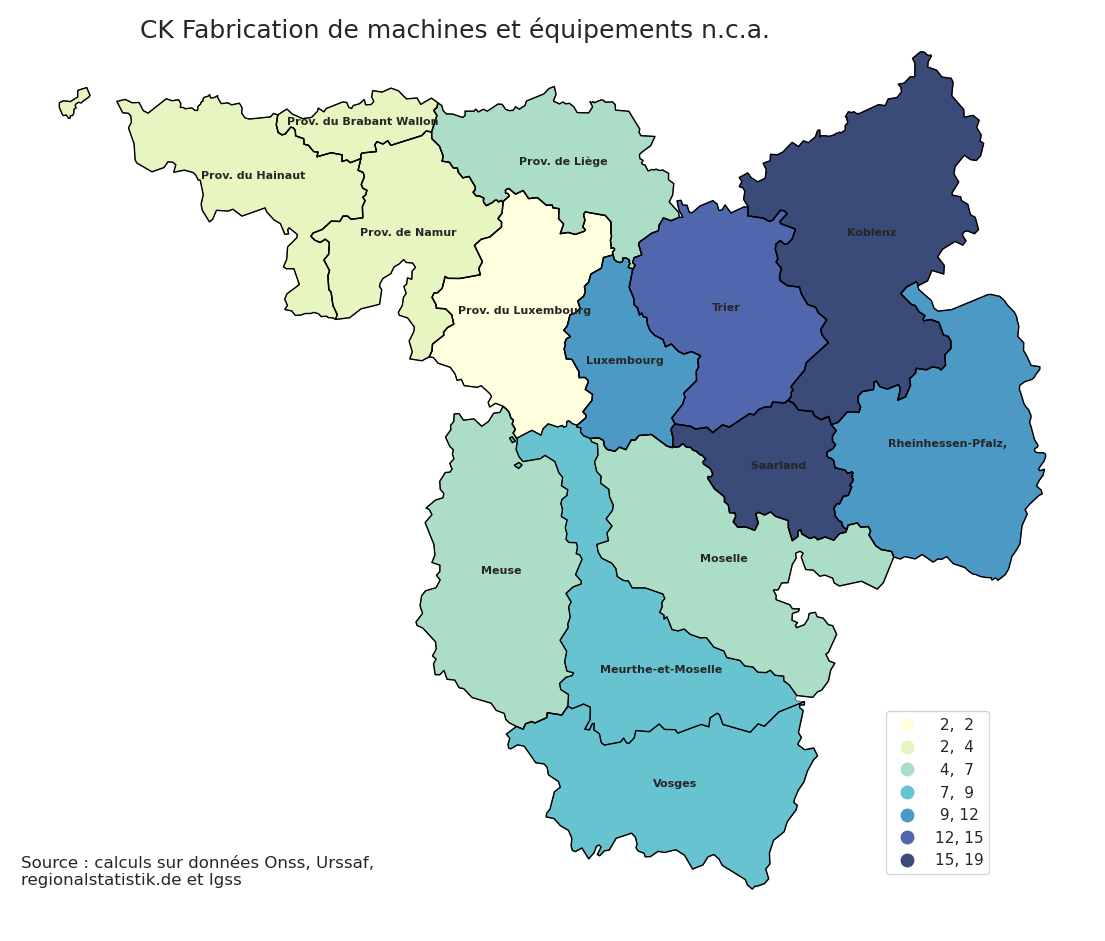 CK Fabrication de machines et équipements n.c.a.
Prov. du Brabant Wallon
Prov. de Liège
Prov. du Hainaut
Prov. de Namur
Koblenz
Trier
Prov. du Luxembourg
Luxembourg
Rheinhessen-Pfalz,
Saarland
Moselle
Meuse
Meurthe-et-Moselle
Vosges
2, 2
2, 4
4, 7
7, 9
9, 12
12, 15
15, 19
Source : calculs sur données Onss, Urssaf,
regionalstatistik.de et Igss